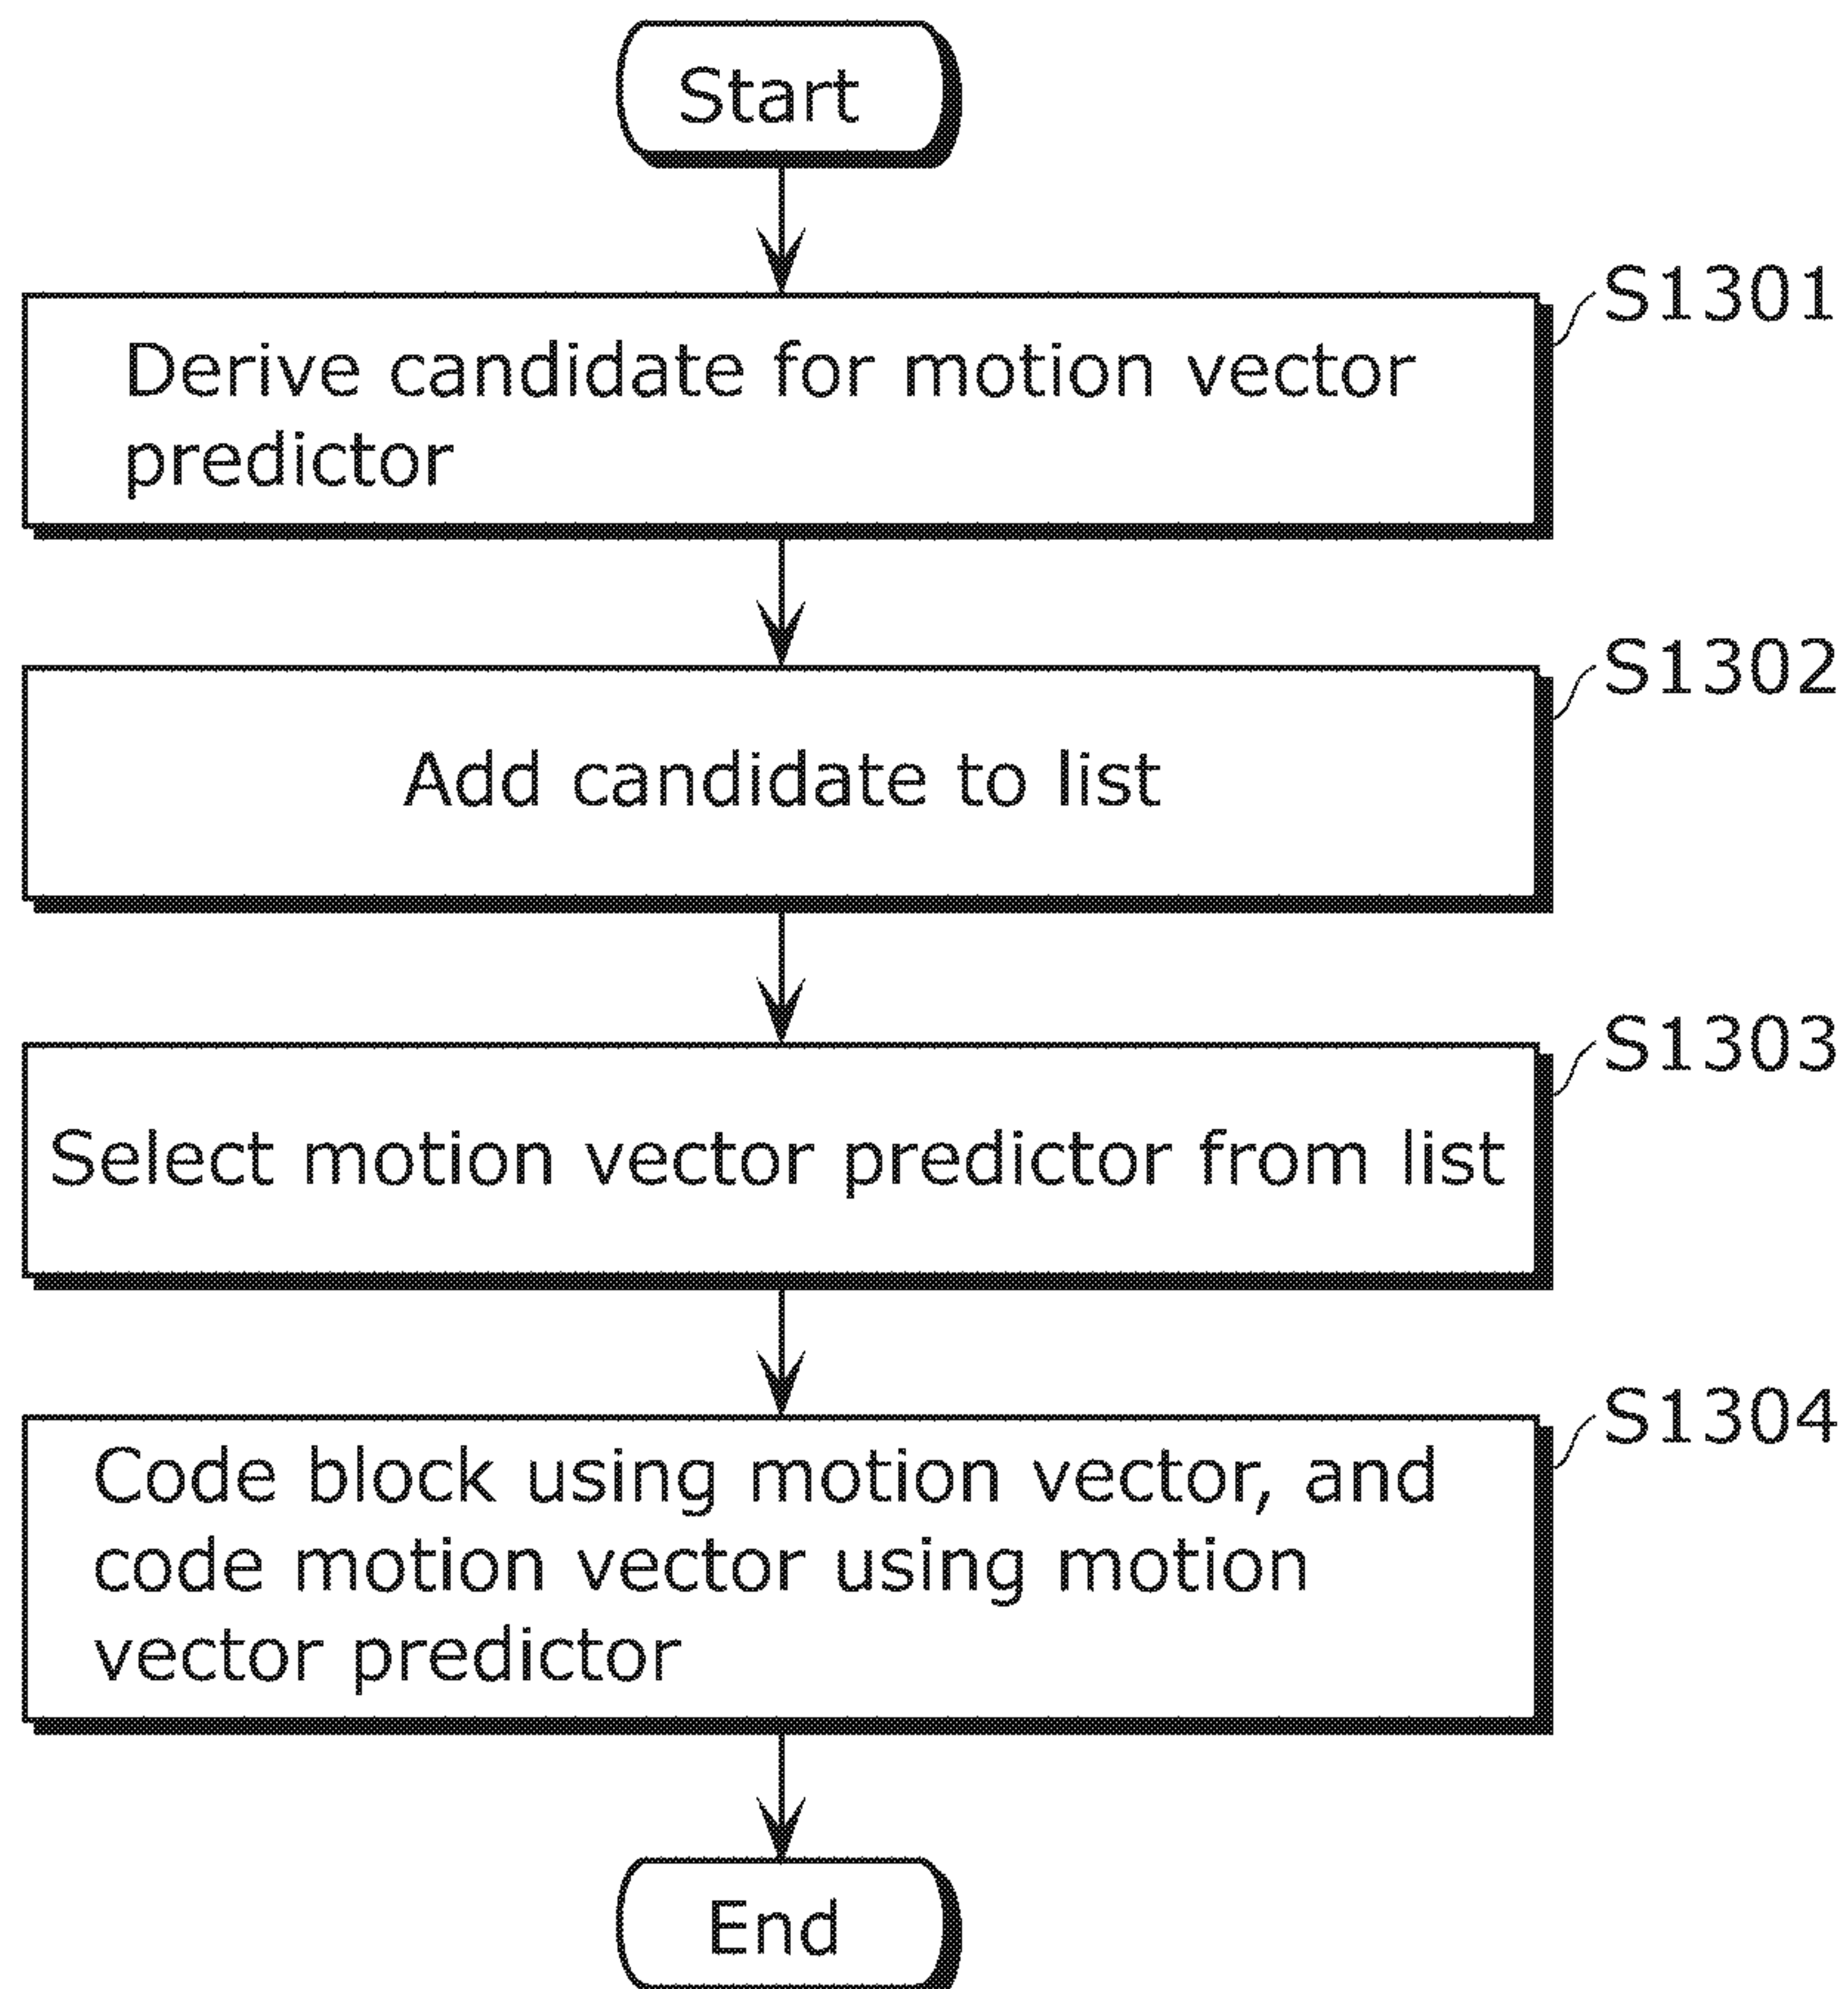 Start
S1301
Derive candidate for motion vector
predictor
S1302
Add candidate to list
S1303
Select motion vector predictor from list
S1304
Code block using motion vector, and
code motion vector using motion
vector predictor
End